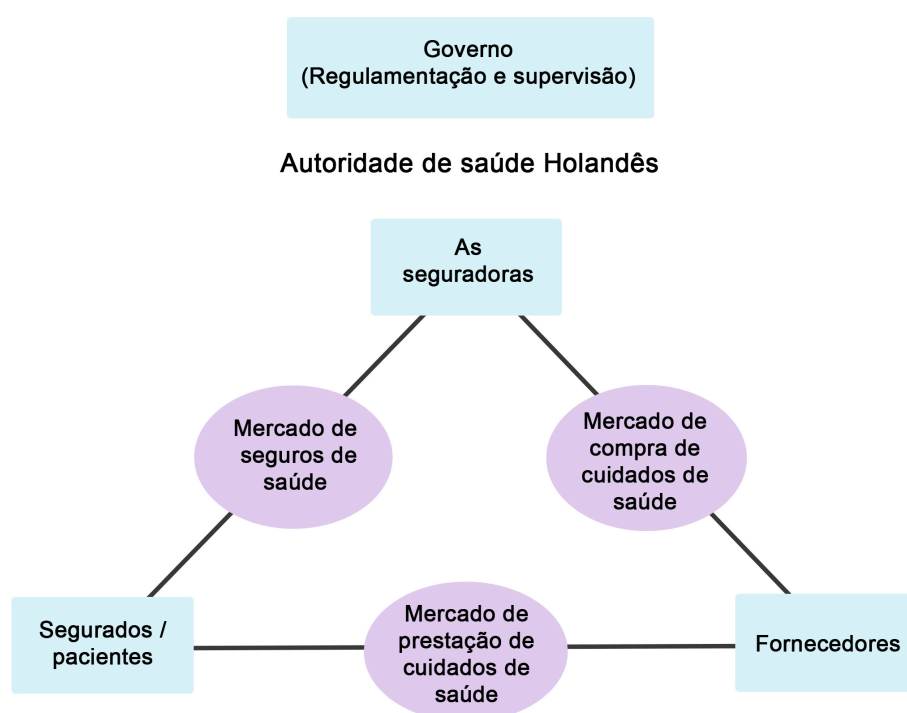 Governo
(Regulamentação e supervisão)
Autoridade de saúde Holandês
As
seguradoras
Mercado de
seguros de
saúde
Mercado de
compra de
cuidados de
saúde
Segurados /
pacientes
Mercado de
prestação de
cuidados de
saúde
Fornecedores